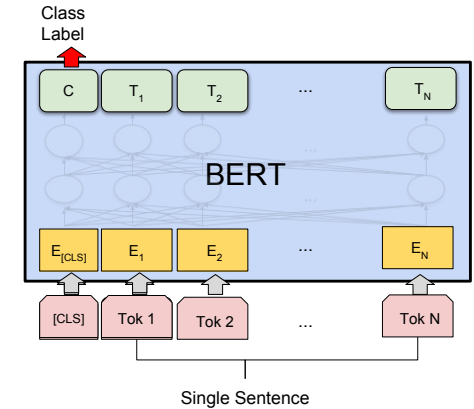 Class
Label
C T1 T2 ... TN
...
BERT
...
E[CLS] E1 E2 ... EN
[CLS] Tok 1 Tok 2 ... Tok N
Single Sentence